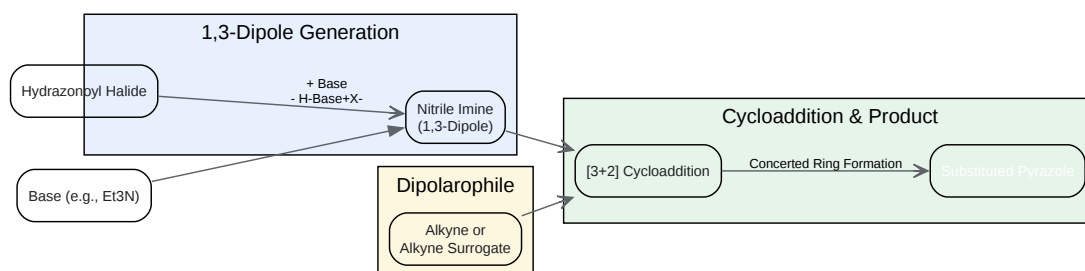 1,3-Dipole Generation
Hydrazonoyl Halide
+ Base
- H-Base+X-
Nitrile Imine
(1,3-Dipole)
Base (e.g., Et3N)
Dipolarophile
Alkyne or
Alkyne Surrogate
Cycloaddition & Product
[3+2] Cycloaddition
Concerted Ring Formation
Substituted Pyrazole